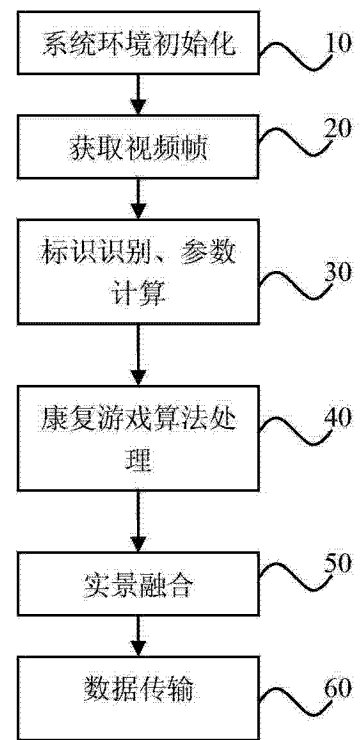 系统环境初始化
10
获取视频帧
20
标识识别、参数
计算
30
康复游戏算法处
理
40
实景融合
50
数据传输
60